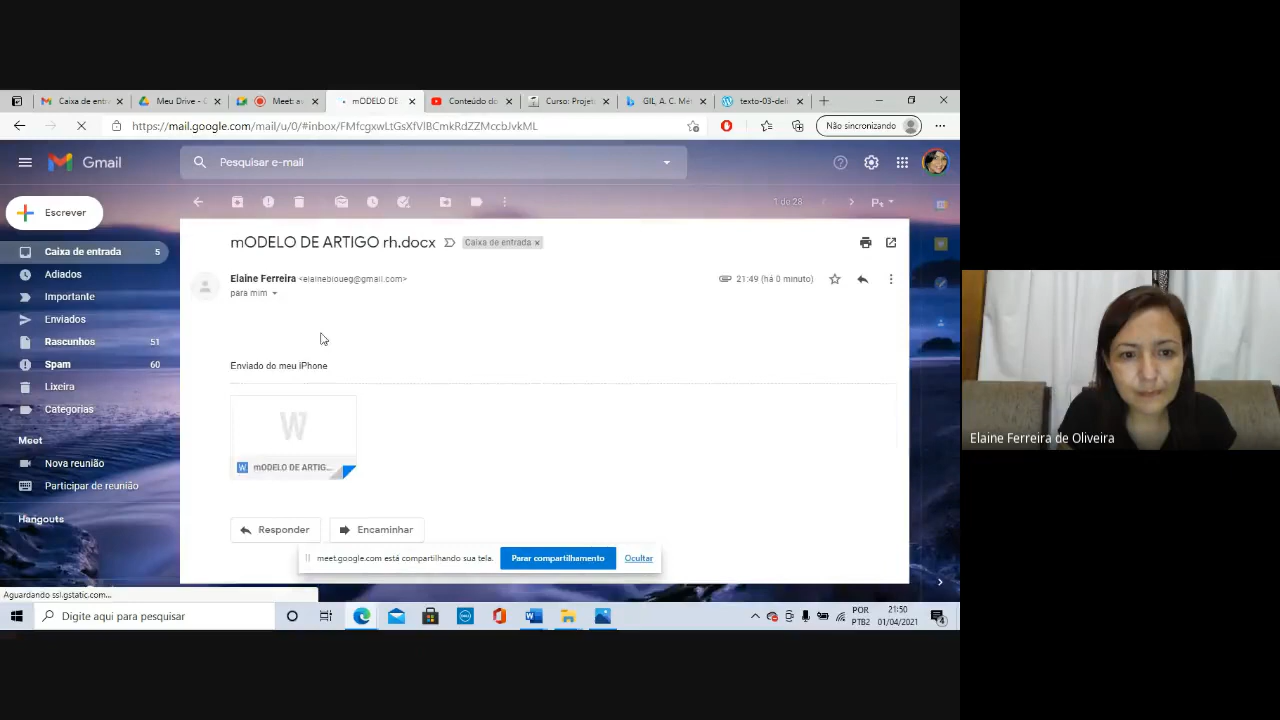 Caixa de entr
Meu Drive - G
Meet: av
mODELO DE
Conteúdo do
Curso: Projet
GIL, A. C. Mét
texto-03-deli
https://mail.google.com/mail/u/0/#inbox/FMfcgxwLtGsXfVlBCmkRdZZMccbJvkML
Não sincronizando
Gmail
Pesquisar e-mail
Escrever
1 de 28
Caixa de entrada 5
Adiados
Importante
Enviados
Rascunhos 51
Spam 60
Lixeira
Categorias
Meet
Nova reunião
Participar de reunião
Hangouts
mODELO DE ARTIGO rh.docx
Caixa de entrada x
Elaine Ferreira <elainebioueg@gmail.com>
21:49 (há 0 minuto)
para mim
Enviado do meu iPhone
W
W mODELO DE ARTIG...
Responder
Encaminhar
meet.google.com está compartilhando sua tela.
Parar compartilhamento
Ocultar
Aguardando ssl.gstatic.com...
Digite aqui para pesquisar
POR
PTB2
21:50
01/04/2021
4
Elaine Ferreira de Oliveira